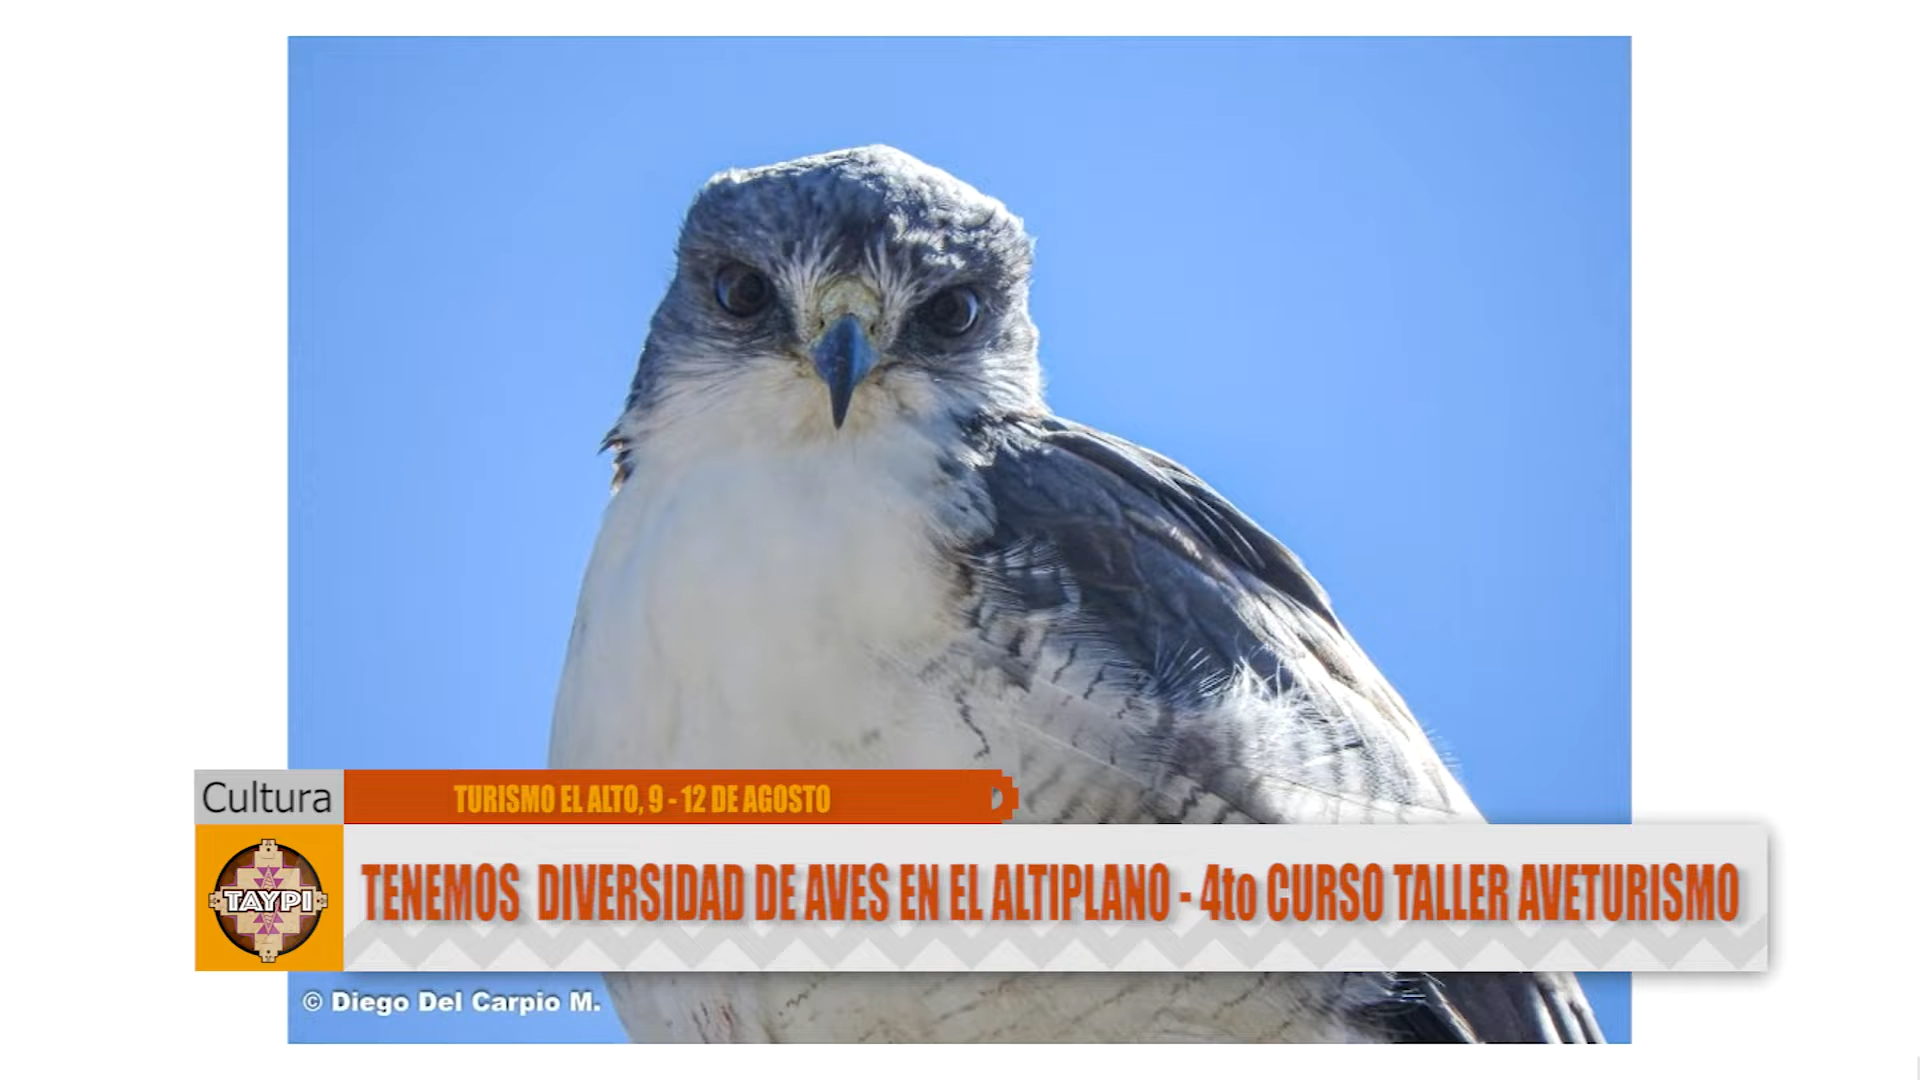 Cultura
TURISMO EL ALTO, 9 - 12 DE AGOSTO
TAYPI
TENEMOS DIVERSIDAD DE AVES EN EL ALTIPLANO - 4to CURSO TALLER AVETURISMO
© Diego Del Carpio M.